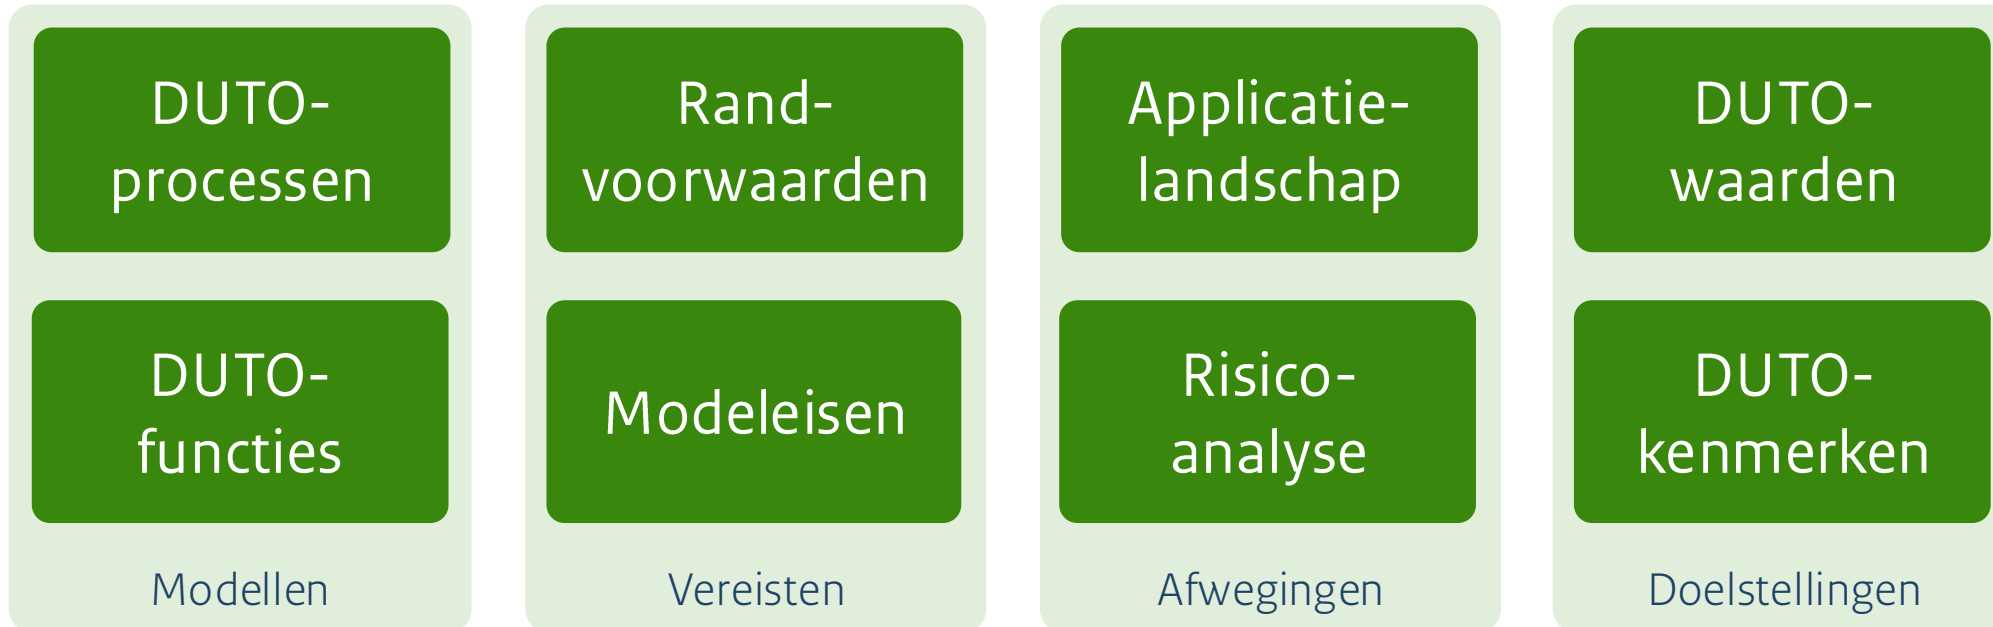 DUTO-
processen
DUTO-
functies
Modellen
Rand-
voorwaarden
Modeleisen
Vereisten
Applicatie-
landschap
Risico-
analyse
Afwegingen
DUTO-
waarden
DUTO-
kenmerken
Doelstellingen